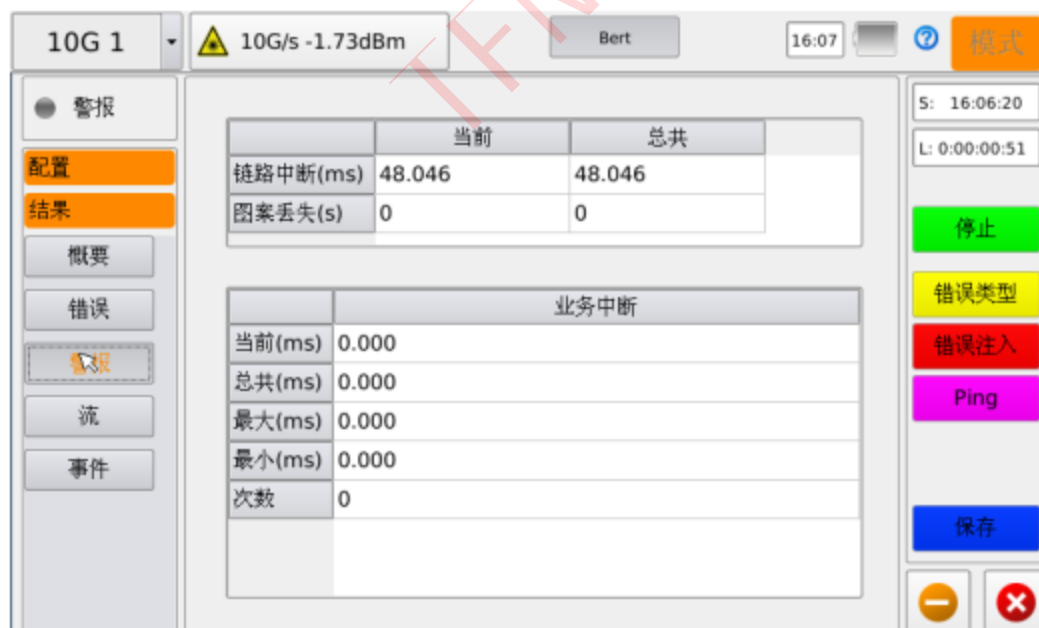 10G 1
10G/s -1.73dBm
Bert
16:07
模式
TFN
警报
配置
结果
概要
错误
警报
流
事件
当前 总共
链路中断(ms) 48.046 48.046
图案丢失(s) 0 0
业务中断
当前(ms) 0.000
总共(ms) 0.000
最大(ms) 0.000
最小(ms) 0.000
次数 0
S: 16:06:20
L: 0:00:00:51
停止
错误类型
错误注入
Ping
保存